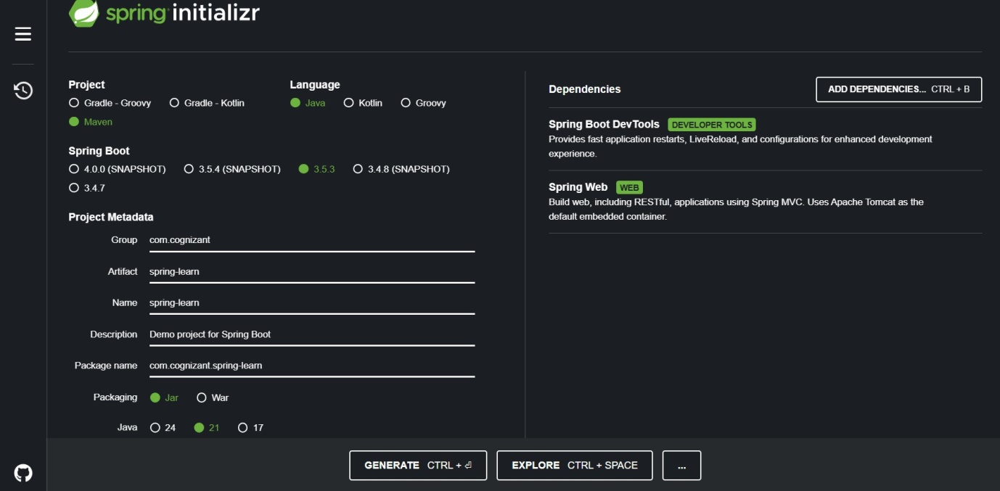 spring initializr
Project
Gradle - Groovy Gradle - Kotlin
Maven
Language
Java Kotlin Groovy
Spring Boot
4.0.0 (SNAPSHOT) 3.5.4 (SNAPSHOT) 3.5.3 3.4.8 (SNAPSHOT)
3.4.7
Project Metadata
Group com.cognizant
Artifact spring-learn
Name spring-learn
Description Demo project for Spring Boot
Package name com.cognizant.spring-learn
Packaging Jar War
Java 24 21 17
Dependencies ADD DEPENDENCIES... CTRL + B
Spring Boot DevTools DEVELOPER TOOLS
Provides fast application restarts, LiveReload, and configurations for enhanced development
experience.
Spring Web WEB
Build web, including RESTful, applications using Spring MVC. Uses Apache Tomcat as the
default embedded container.
GENERATE CTRL + ⏎ EXPLORE CTRL + SPACE ...